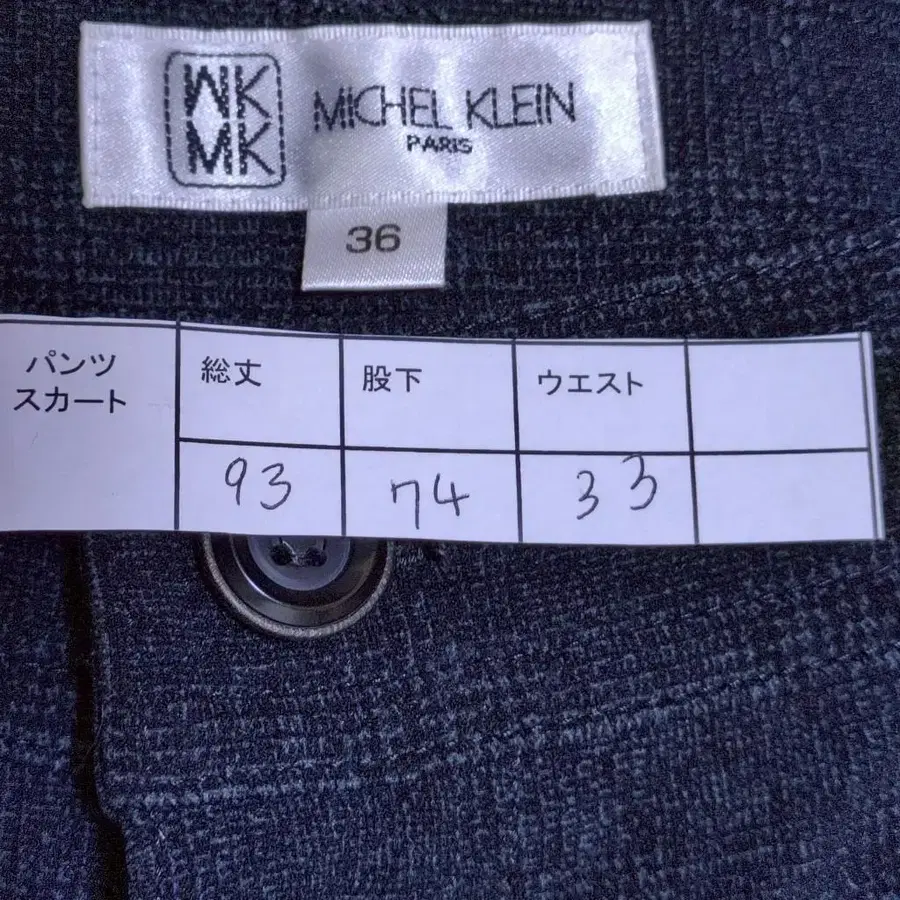 MK
MK
MICHEL KLEIN
PARIS
36
パンツ
スカート
総丈 股下 ウエスト
93 74 33